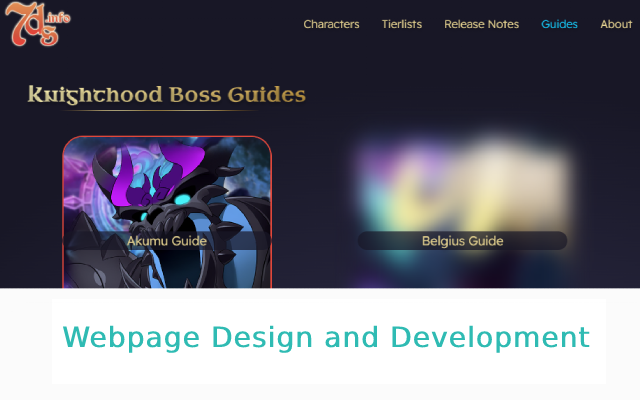 7ds.info
Characters Tierlists Release Notes Guides About
Knighthood Boss Guides
Akumu Guide Belgius Guide
Webpage Design and Development